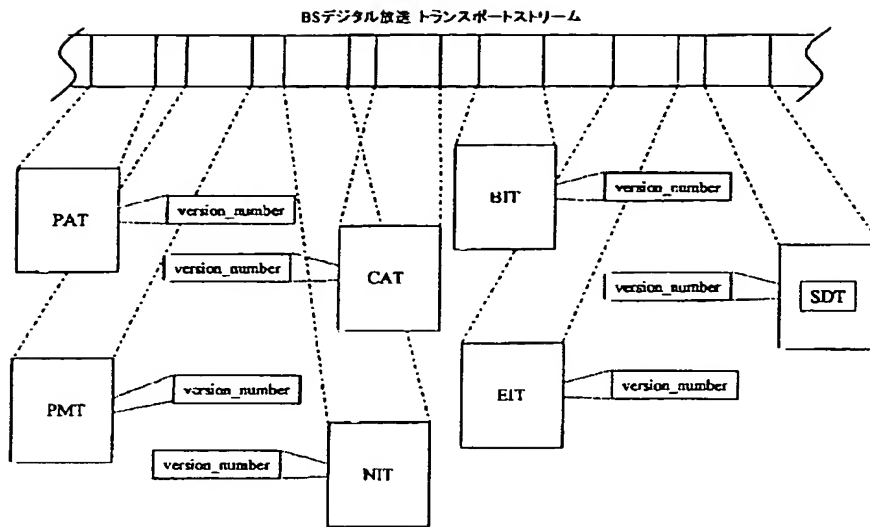 BSデジタル放送 トランスポートストリーム
BIT
version_number
PAT
version_number
version_number
CAT
version_number
SDT
PMT
version_number
EIT
version_number
version_number
NIT